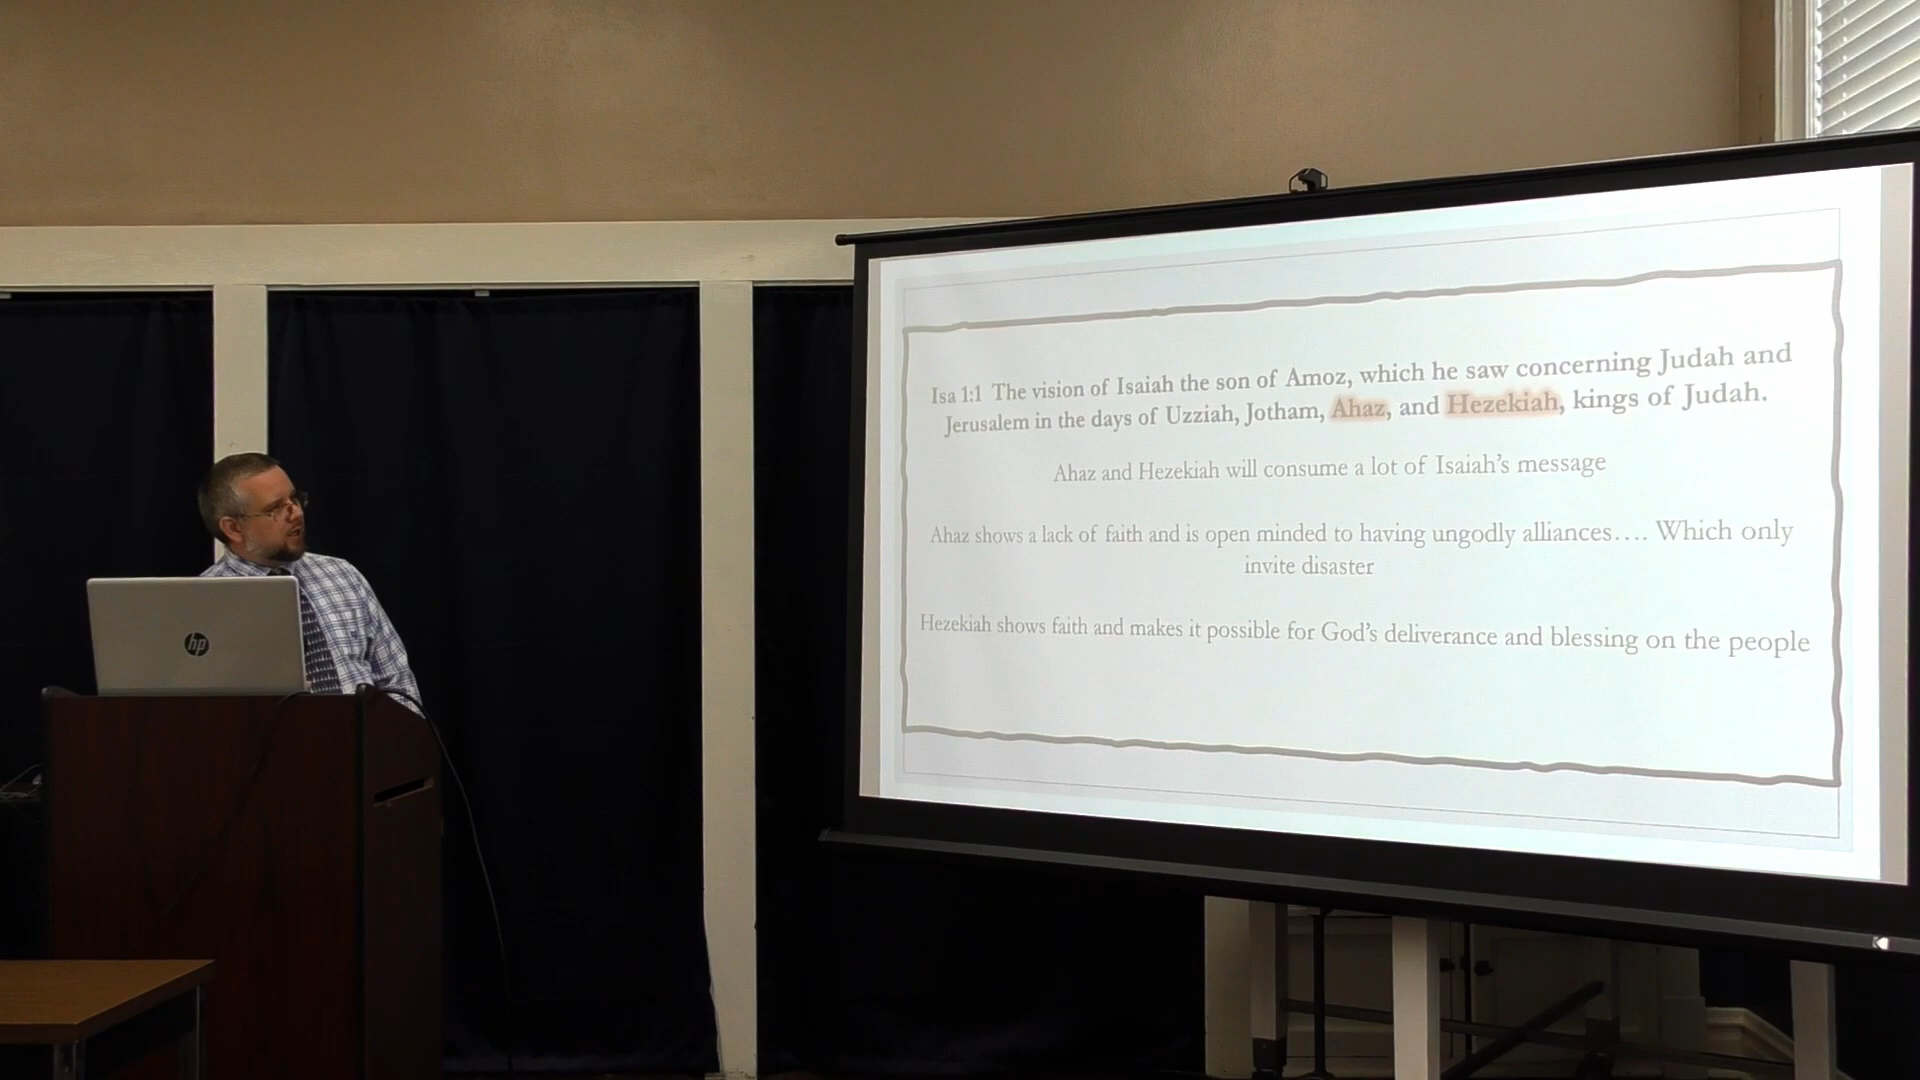 Isa 1:1 The vision of Isaiah the son of Amoz, which he saw concerning Judah and
Jerusalem in the days of Uzziah, Jotham, Ahaz, and Hezekiah, kings of Judah.
Ahaz and Hezekiah will consume a lot of Isaiah's message
Ahaz shows a lack of faith and is open minded to having ungodly alliances…. Which only
invite disaster
Hezekiah shows faith and makes it possible for God's deliverance and blessing on the people
hp